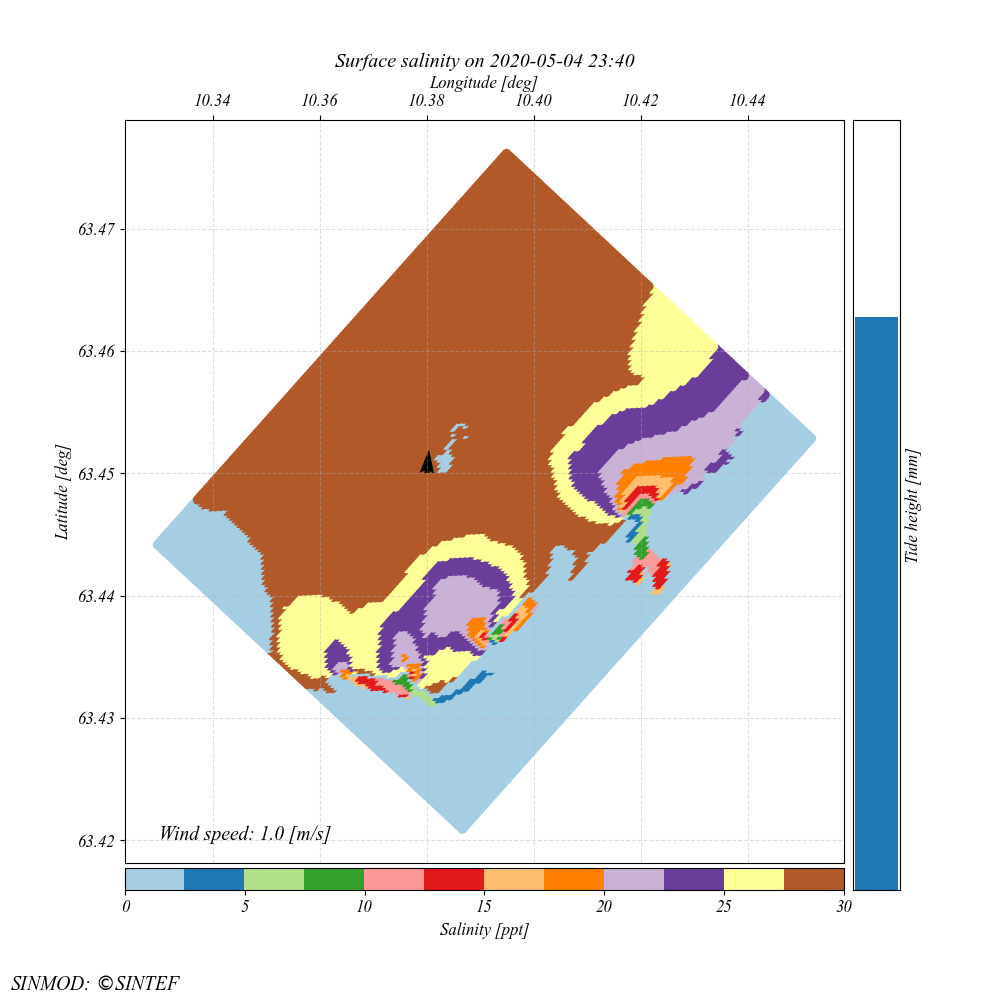 Surface salinity on 2020-05-04 23:40
Longitude [deg]
10.34 10.36 10.38 10.40 10.42 10.44
63.47
63.46
63.45
63.44
63.43
63.42
Latitude [deg]
Tide height [mm]
Wind speed: 1.0 [m/s]
0 5 10 15 20 25 30
Salinity [ppt]
SINMOD: ©SINTEF